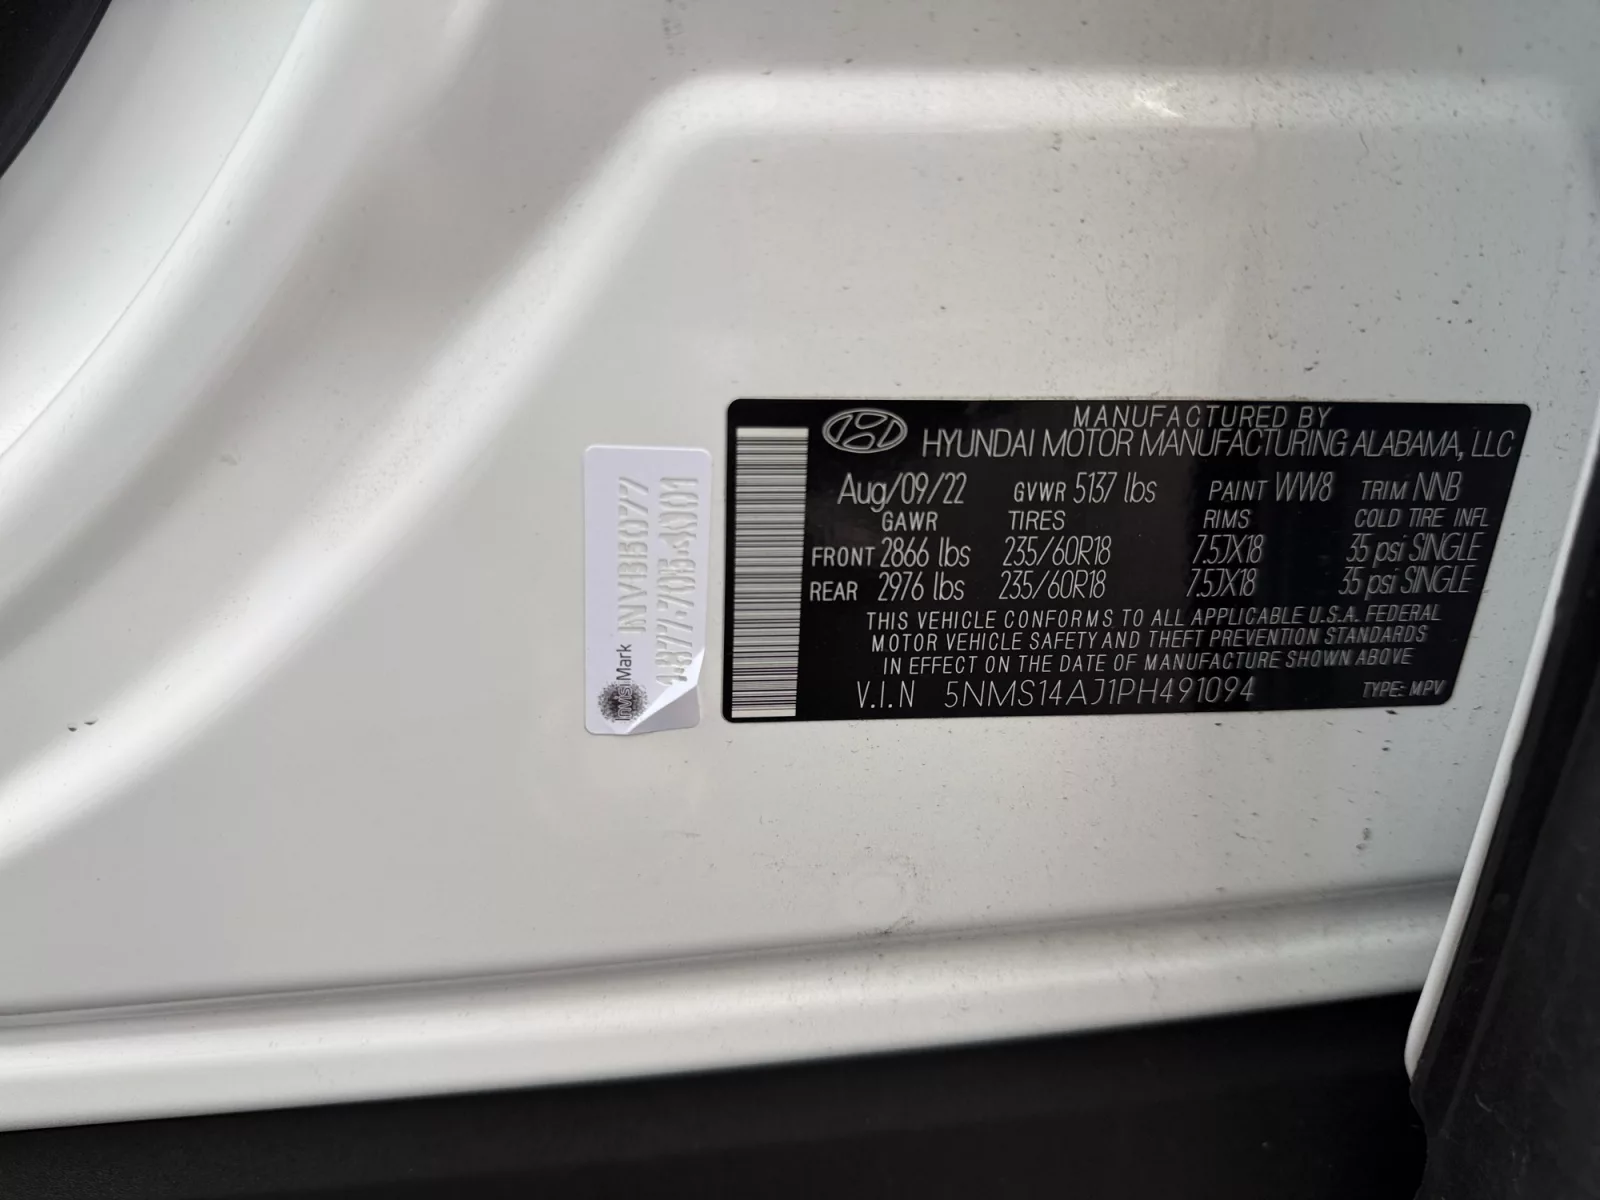 MANUFACTURED BY
HYUNDAI MOTOR MANUFACTURING ALABAMA, LLC
Aug/09/22 GVWR 5137 lbs PAINT WW8 TRIM NNB
GAWR TIRES RIMS COLD TIRE INFL
FRONT 2866 lbs 235/60R18 7.5JX18 35 psi SINGLE
REAR 2976 lbs 235/60R18 7.5JX18 35 psi SINGLE
THIS VEHICLE CONFORMS TO ALL APPLICABLE U.S.A. FEDERAL
MOTOR VEHICLE SAFETY AND THEFT PREVENTION STANDARDS
IN EFFECT ON THE DATE OF MANUFACTURE SHOWN ABOVE
V.I.N 5NMS14AJ1PH491094 TYPE: MPV
InvisiMark